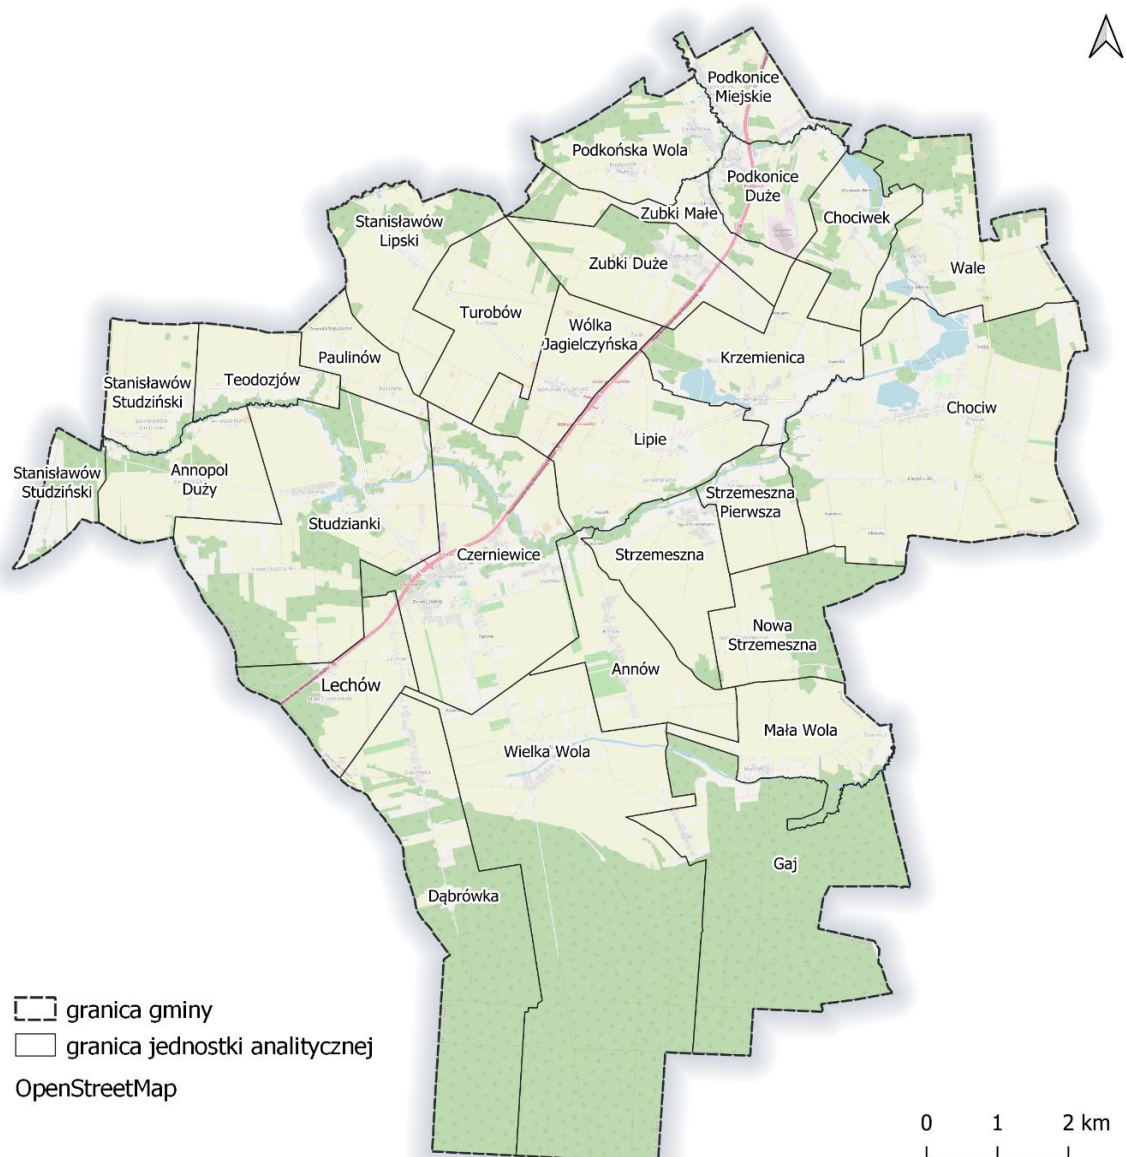 Podkonice
Miejskie
Podkońska Wola
Podkonice
Duże
Zubki Małe
Chociwek
Stanisławów
Lipski
Zubki Duże
Wale
Turobów
Wólka
Jagielczyńska
Krzemienica
Paulinów
Teodozjów
Stanisławów
Studziński
Chociw
Lipie
Stanisławów
Studziński
Annopol
Duży
Strzemeszna
Pierwsza
Studzianki
Czerniewice
Strzemeszna
Nowa
Strzemeszna
Annów
Lechów
Mała Wola
Wielka Wola
Gaj
Dąbrówka
granica gminy
granica jednostki analitycznej
OpenStreetMap
0 1 2 km